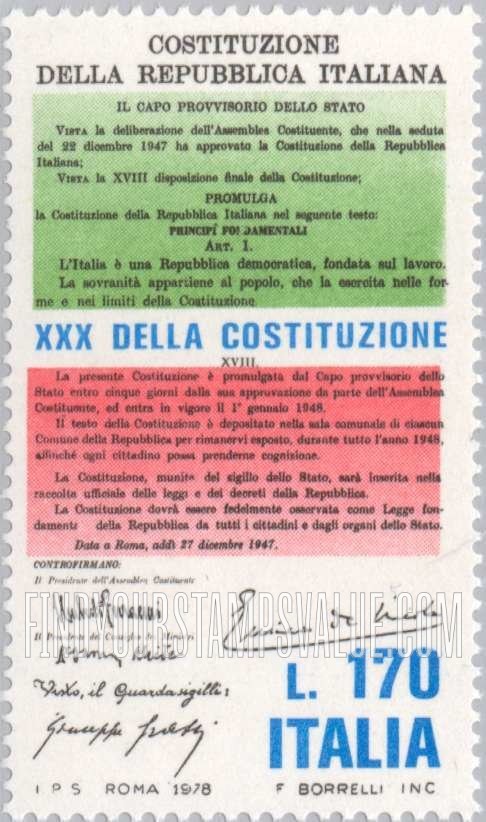 COSTITUZIONE
DELLA REPUBBLICA ITALIANA
IL CAPO PROVVISORIO DELLO STATO
VISTA la deliberazione dell'Assemblea Costituente, che nella seduta
del 22 dicembre 1947 ha approvato la Costituzione della Repubblica
Italiana;
VISTA la XVIII disposizione finale della Costituzione;
PROMULGA
la Costituzione della Repubblica Italiana nel seguente testo:
PRINCIPÎ FO! DAMENTALI
ART. 1.
L'Italia è una Repubblica democratica, fondata sul lavoro.
La sovranità appartiene al popolo, che la esercita nelle for-
me e nei limiti della Costituzione.
XXX DELLA COSTITUZIONE
XVIII.
La presente Costituzione è promulgata dal Capo provvisorio dello
Stato entro cinque giorni dalla sua approvazione da parte dell'Assemblea
Costituente, ed entra in vigore il 1° gennaio 1948.
Il testo della Costituzione è depositato nella sala comunale di ciascun
Comune della Repubblica per rimanervi esposto, durante tutto l'anno 1948,
affinché ogni cittadino possa prenderne cognizione.
La Costituzione, munita del sigillo dello Stato, sarà inserita nella
raccolta ufficiale delle leggi e dei decreti della Repubblica.
La Costituzione dovrà essere fedelmente osservata come Legge fon-
damenta della Repubblica da tutti i cittadini e dagli organi dello Stato.
Data a Roma, addì 27 dicembre 1947.
CONTROFIRMANO:
Il Presidente dell'Assemblea Costituente
Enrico de Nicola
Il Presidente del Consiglio dei Ministri
FINDYOURSTAMPSVALUE.COM
Visto, il Guardasigilli:
Giuseppe Grassi
L. 170
ITALIA
I P S ROMA 1978 F BORRELLI INC